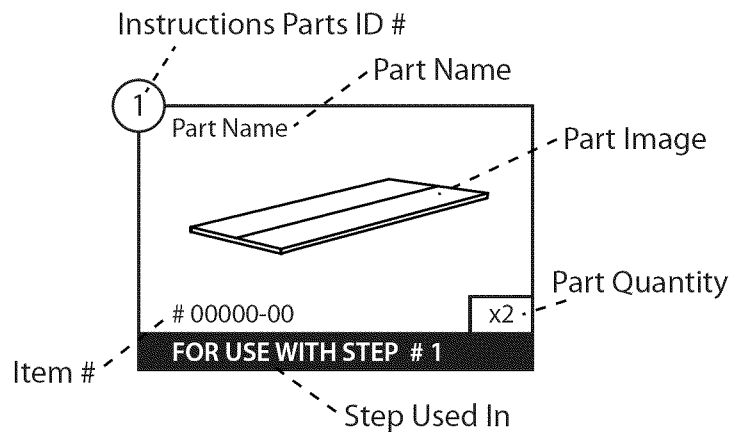 Instructions Parts ID #
Part Name
1
Part Name
Part Image
Part Quantity
# 00000-00
x2
FOR USE WITH STEP # 1
Item #
Step Used In